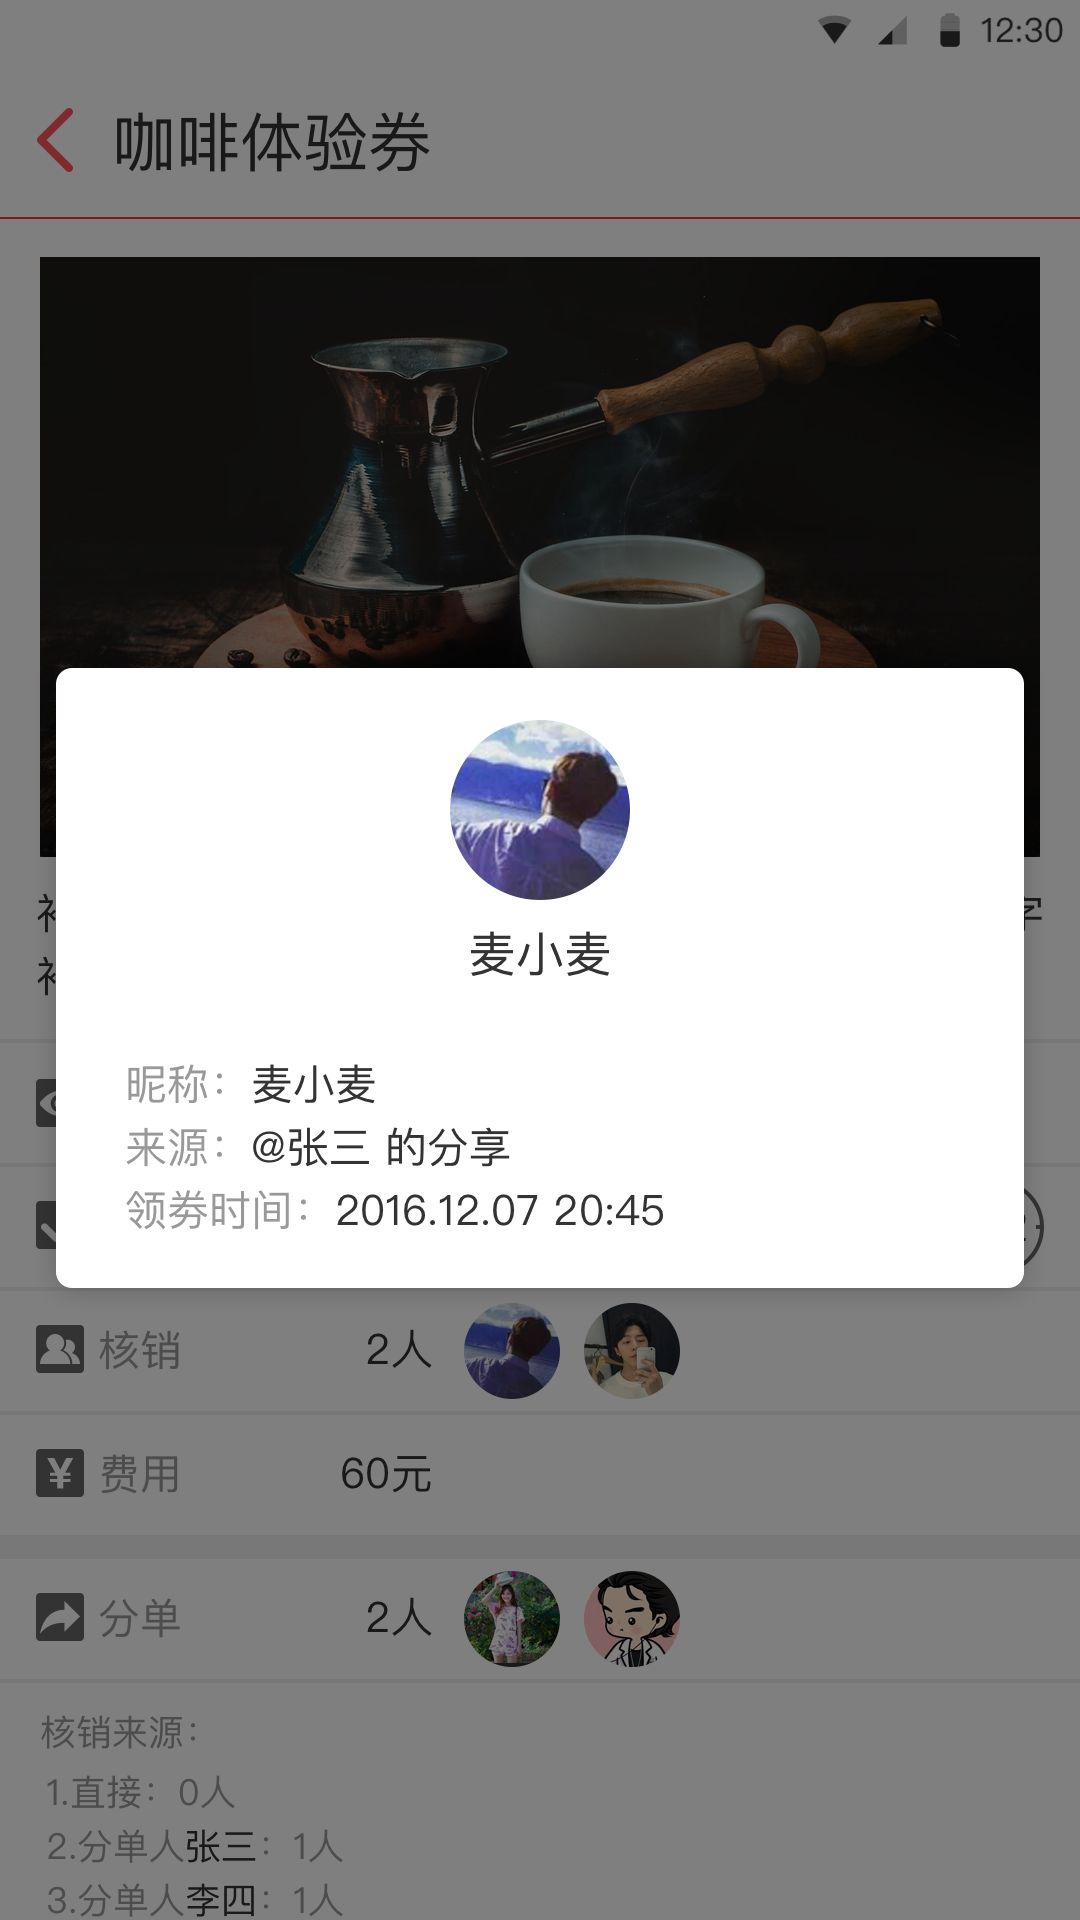 12:30
咖啡体验券
字
麦小麦
昵称：麦小麦
来源：@张三 的分享
领券时间：2016.12.07 20:45
核销 2人
¥ 费用 60元
分单 2人
核销来源：
1.直接：0人
2.分单人张三：1人
3.分单人李四：1人